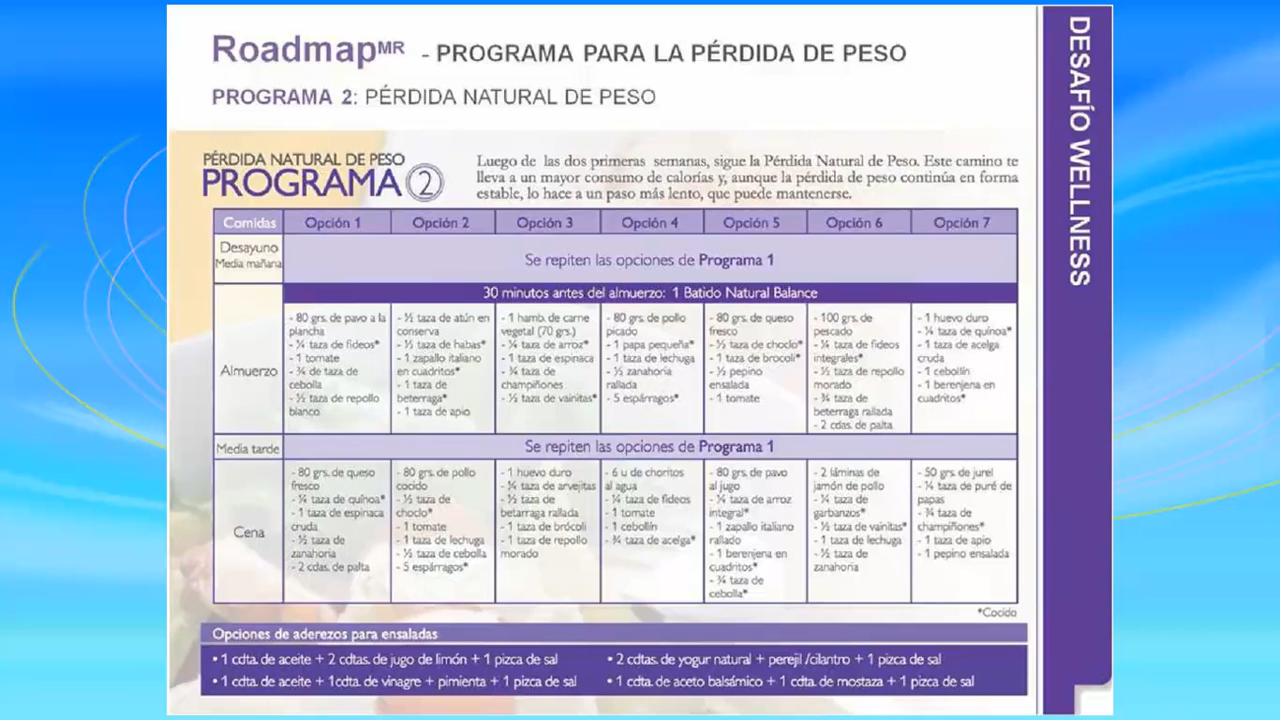 Roadmap MR - PROGRAMA PARA LA PÉRDIDA DE PESO
PROGRAMA 2: PÉRDIDA NATURAL DE PESO
DESAFÍO WELLNESS
PÉRDIDA NATURAL DE PESO
PROGRAMA 2
Luego de las dos primeras semanas, sigue la Pérdida Natural de Peso. Este camino te
lleva a un mayor consumo de calorías y, aunque la pérdida de peso continúa en forma
estable, lo hace a un paso más lento, que puede mantenerse.
Comidas Opción 1 Opción 2 Opción 3 Opción 4 Opción 5 Opción 6 Opción 7
Desayuno
Media mañana
Se repiten las opciones de Programa 1
30 minutos antes del almuerzo: 1 Batido Natural Balance
Almuerzo
- 80 grs. de pavo a la
plancha
- ¼ taza de fideos*
- 1 tomate
- ¾ de taza de
cebolla
- ½ taza de repollo
blanco
- ½ taza de atún en
conserva
- ½ taza de habas*
- 1 zapallo italiano
en cuadritos*
- 1 taza de
beterraga*
- 1 taza de apio
- 1 hamb. de carne
vegetal (70 grs.)
- ¼ taza de arroz*
- 1 taza de espinaca
- ¾ taza de
champiñones
- ½ taza de vainitas*
- 80 grs. de pollo
picado
- 1 papa pequeña*
- 1 taza de lechuga
- ½ zanahoria
rallada
- 5 espárragos*
- 80 grs. de queso
fresco
- ½ taza de choclo*
- 1 taza de brocoli*
- ½ pepino
ensalada
- 1 tomate
- 100 grs. de
pescado
- ¼ taza de fideos
integrales*
- ½ taza de repollo
morado
- ¾ taza de
beterraga rallada
- 2 cdas. de palta
- 1 huevo duro
- ¼ taza de quínoa*
- 1 taza de acelga
cruda
- 1 cebollín
- 1 berenjena en
cuadritos*
Media tarde
Se repiten las opciones de Programa 1
Cena
- 80 grs. de queso
fresco
- ¼ taza de quínoa*
- 1 taza de espinaca
cruda
- ½ taza de
zanahoria
- 2 cdas. de palta
- 80 grs. de pollo
cocido
- ½ taza de
choclo*
- 1 tomate
- 1 taza de lechuga
- ½ taza de cebolla
- 5 espárragos*
- 1 huevo duro
- ¼ taza de arvejitas
- ½ taza de
betarraga rallada
- 1 taza de brócoli
- 1 taza de repollo
morado
- 6 u de choritos
al agua
- ¼ taza de fideos
- 1 tomate
- 1 cebollín
- ¾ taza de acelga*
- 80 grs. de pavo
al jugo
- ¼ taza de arroz
integral*
- 1 zapallo italiano
rallado
- 1 berenjena en
cuadritos*
- ¾ taza de
cebolla*
- 2 láminas de
jamón de pollo
- ¼ taza de
garbanzos*
- ½ taza de vainitas*
- 1 taza de lechuga
- ½ taza de
zanahoria
- 50 grs. de jurel
- ¼ taza de puré de
papas
- ¾ taza de
champiñones*
- 1 taza de apio
- 1 pepino ensalada
*Cocido
Opciones de aderezos para ensaladas
• 1 cdta. de aceite + 2 cdtas. de jugo de limón + 1 pizca de sal
• 1 cdta. de aceite + 1cdta. de vinagre + pimienta + 1 pizca de sal
• 2 cdtas. de yogur natural + perejil /cilantro + 1 pizca de sal
• 1 cdta. de aceto balsámico + 1 cdta. de mostaza + 1 pizca de sal